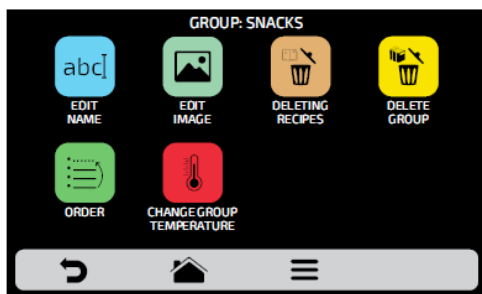 GROUP: SNACKS
abc
EDIT
NAME
EDIT
IMAGE
DELETING
RECIPES
DELETE
GROUP
ORDER
CHANGE GROUP
TEMPERATURE